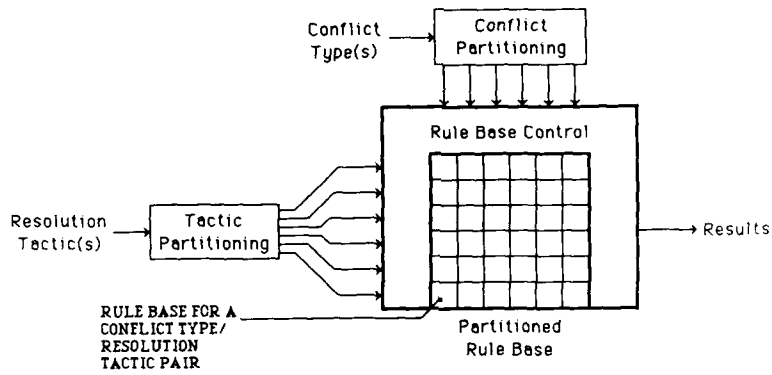 Conflict
Type(s)
Conflict
Partitioning
Rule Base Control
Resolution
Tactic(s)
Tactic
Partitioning
Results
RULE BASE FOR A
CONFLICT TYPE/
RESOLUTION
TACTIC PAIR
Partitioned
Rule Base